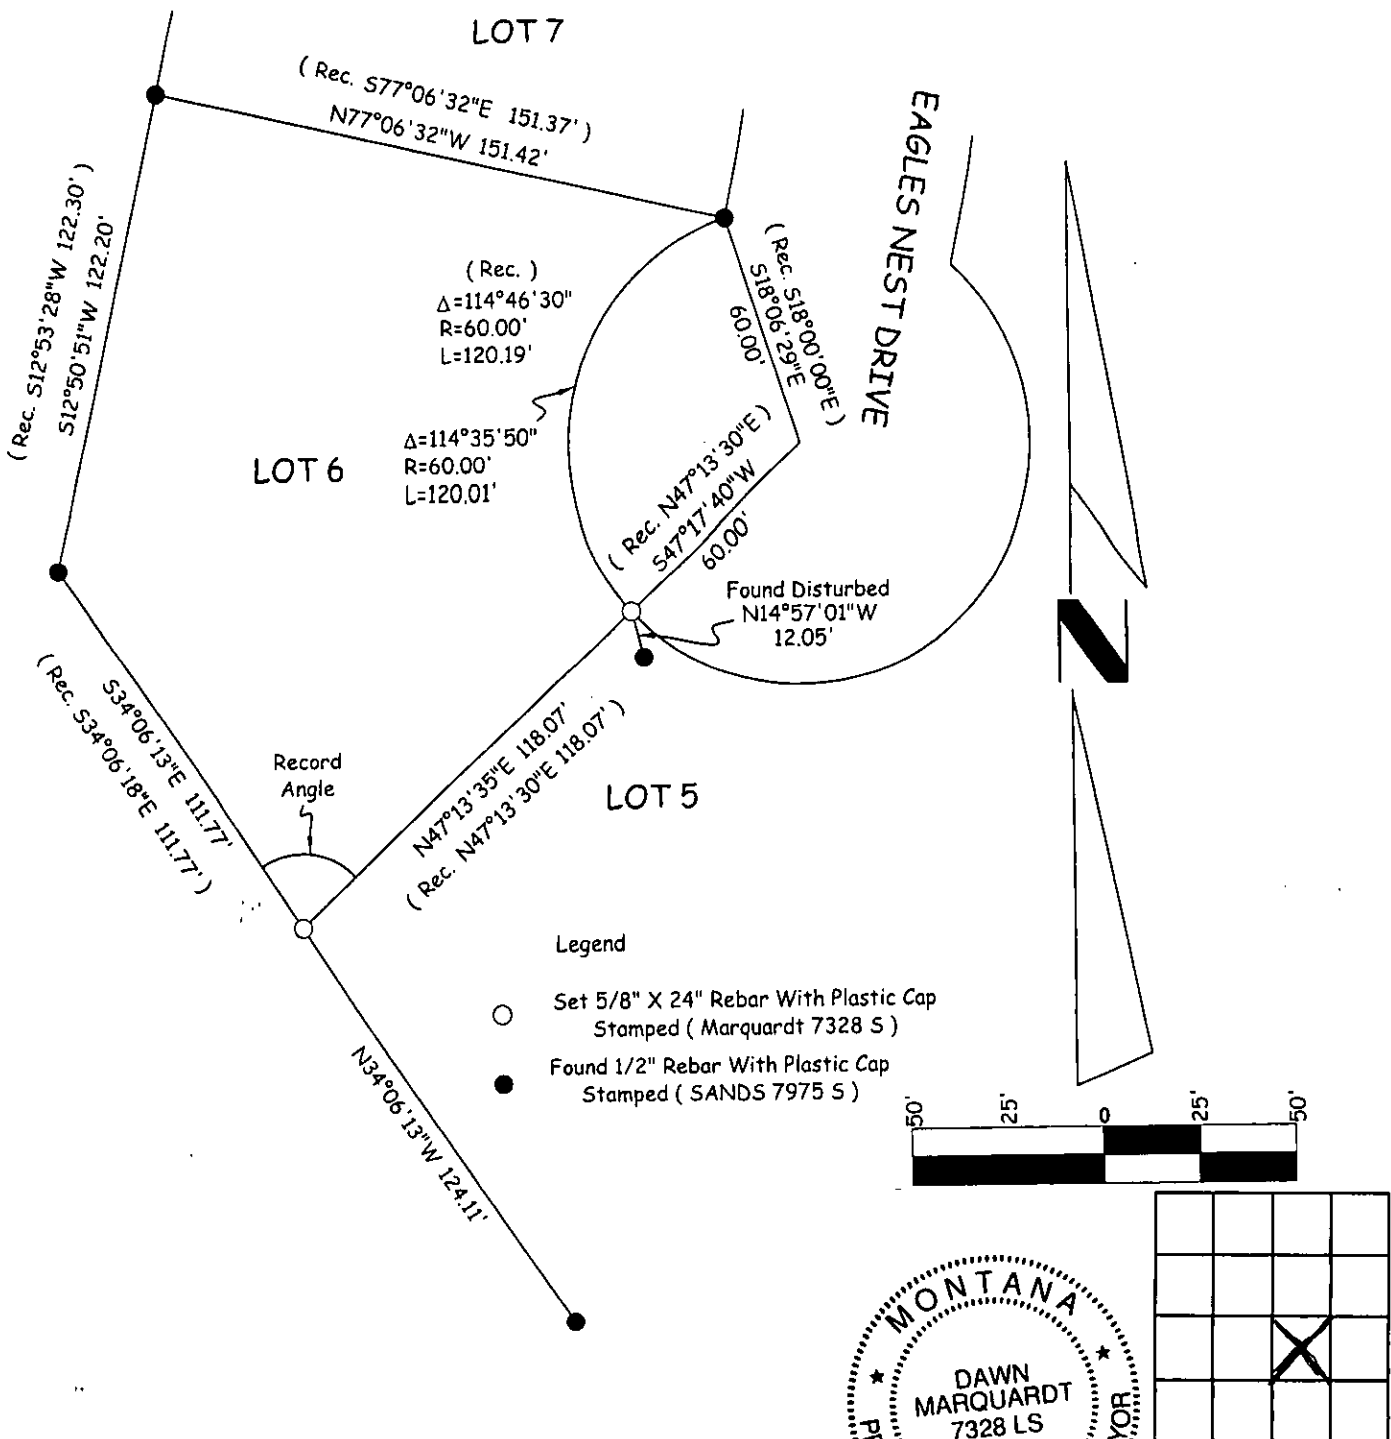 LOT 7
( Rec. S77°06'32"E 151.37' )
N77°06'32"W 151.42'
EAGLES NEST DRIVE
(Rec. S12°53'28"W 122.30' )
S12°50'51"W 122.20'
( Rec. )
Δ=114°46'30"
R=60.00'
L=120.19'
( Rec. S18°00'00"E )
S18°06'29"E
60.00'
Δ=114°35'50"
R=60.00'
L=120.01'
LOT 6
( Rec. N47°13'30"E )
S47°17'40"W
60.00'
Found Disturbed
N14°57'01"W
12.05'
N
S34°06'13"E 111.77'
( Rec. S34°06'18"E 111.77' )
Record
Angle
N47°13'35"E 118.07'
( Rec. N47°13'30"E 118.07' )
LOT 5
Legend
Set 5/8" X 24" Rebar With Plastic Cap
Stamped ( Marquardt 7328 S )
Found 1/2" Rebar With Plastic Cap
Stamped ( SANDS 7975 S )
N34°06'13"W 124.11'
50' 25' 0 25' 50'
MONTANA
DAWN
MARQUARDT
7328 LS